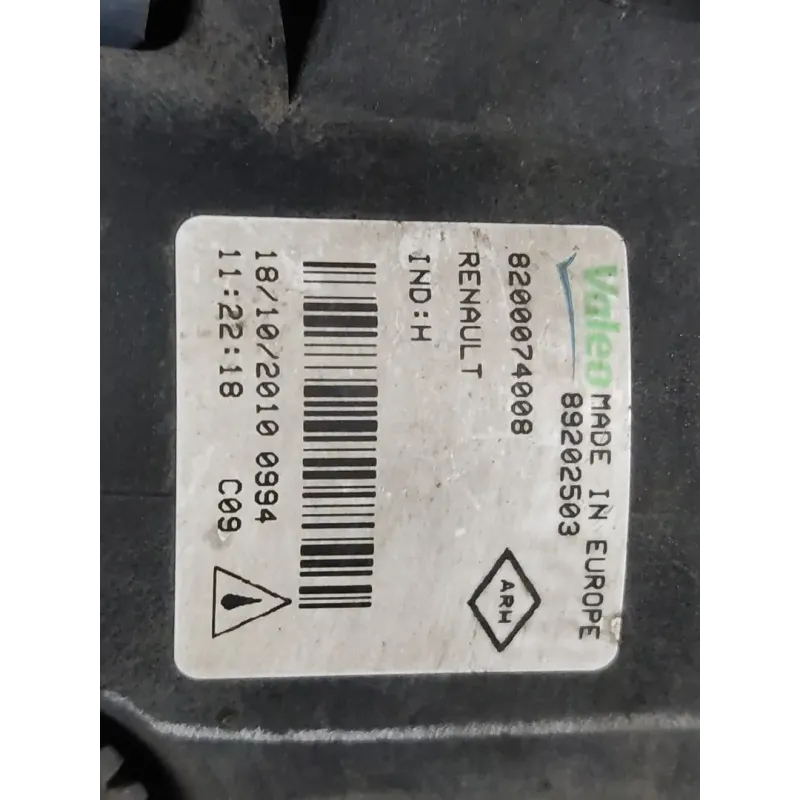 Valeo MADE IN EUROPE
89202503
8200074008
RENAULT
IND:H
ARH
18/10/2010 0994
11:22:18 C09